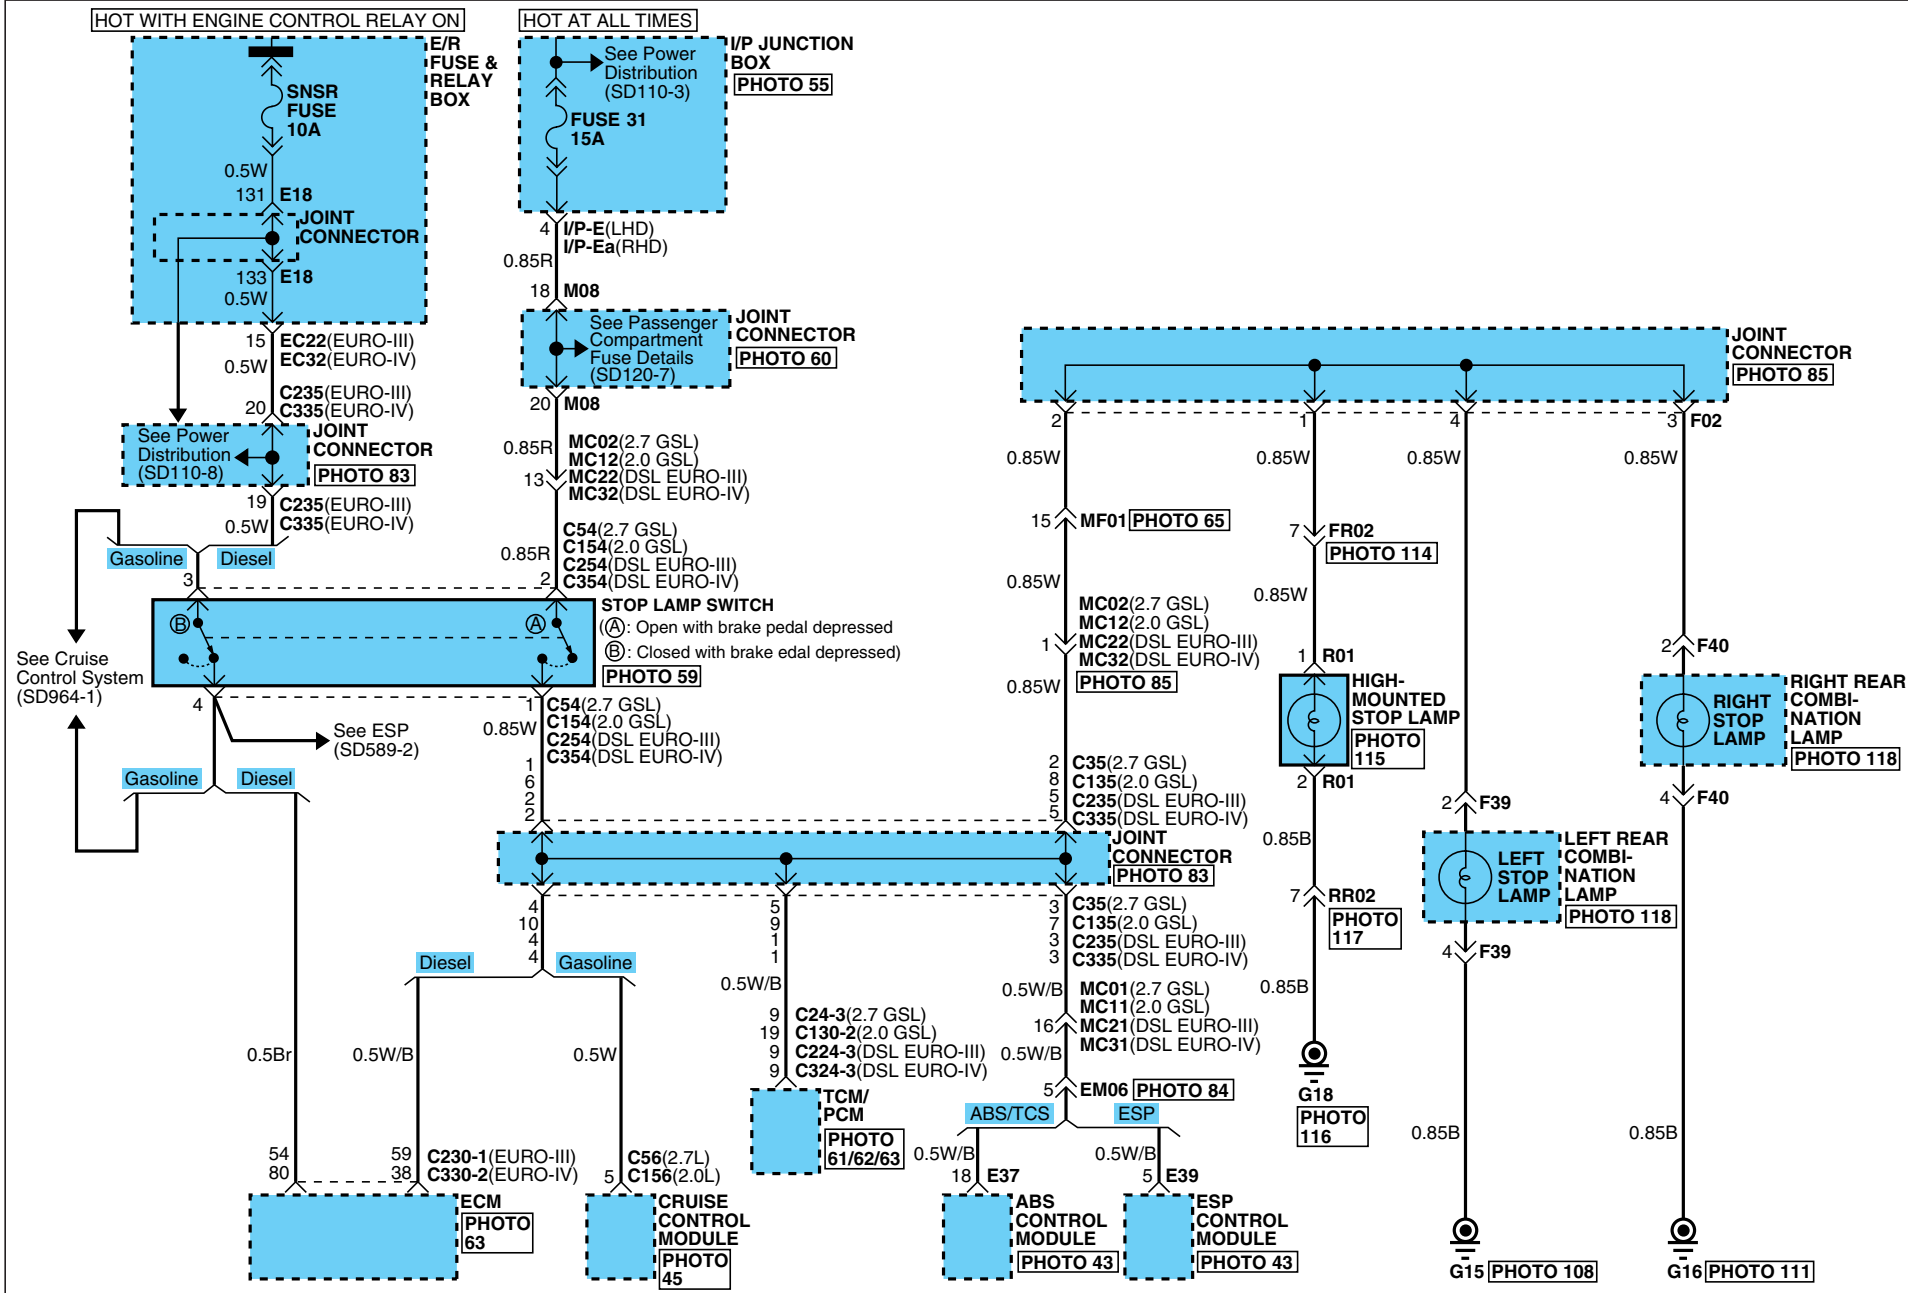 HOT WITH ENGINE CONTROL RELAY ON
HOT AT ALL TIMES
E/R
FUSE &
RELAY
BOX
SNSR
FUSE
10A
0.5W
131 E18
JOINT
CONNECTOR
133 E18
0.5W
15 EC22(EURO-III)
EC32(EURO-IV)
0.5W
C235(EURO-III)
20 C335(EURO-IV)
See Power
Distribution
(SD110-8)
JOINT
CONNECTOR
PHOTO 83
19 C235(EURO-III)
0.5W C335(EURO-IV)
Gasoline
Diesel
3
I/P JUNCTION
BOX
PHOTO 55
See Power
Distribution
(SD110-3)
FUSE 31
15A
4 I/P-E(LHD)
I/P-Ea(RHD)
0.85R
18 M08
See Passenger
Compartment
Fuse Details
(SD120-7)
JOINT
CONNECTOR
PHOTO 60
20 M08
0.85R
MC02(2.7 GSL)
MC12(2.0 GSL)
13 MC22(DSL EURO-III)
MC32(DSL EURO-IV)
C54(2.7 GSL)
C154(2.0 GSL)
0.85R
C254(DSL EURO-III)
2 C354(DSL EURO-IV)
B
A
STOP LAMP SWITCH
(A: Open with brake pedal depressed
B: Closed with brake edal depressed)
PHOTO 59
See Cruise
Control System
(SD964-1)
4
See ESP
(SD589-2)
Gasoline
Diesel
1 C54(2.7 GSL)
0.85W C154(2.0 GSL)
C254(DSL EURO-III)
C354(DSL EURO-IV)
1
6
2
2
JOINT
CONNECTOR
PHOTO 85
2
1
4
3 F02
0.85W
0.85W
0.85W
0.85W
15 MF01 PHOTO 65
0.85W
MC02(2.7 GSL)
MC12(2.0 GSL)
1 MC22(DSL EURO-III)
MC32(DSL EURO-IV)
PHOTO 85
0.85W
2 C35(2.7 GSL)
8 C135(2.0 GSL)
5 C235(DSL EURO-III)
5 C335(DSL EURO-IV)
JOINT
CONNECTOR
PHOTO 83
7 FR02
PHOTO 114
0.85W
1 R01
HIGH-
MOUNTED
STOP LAMP
PHOTO
115
2 R01
0.85B
7 RR02
PHOTO
117
0.85B
G18
PHOTO
116
2 F39
LEFT
STOP
LAMP
LEFT REAR
COMBI-
NATION
LAMP
PHOTO 118
4 F39
0.85B
G15 PHOTO 108
2 F40
RIGHT
STOP
LAMP
RIGHT REAR
COMBI-
NATION
LAMP
PHOTO 118
4 F40
0.85B
G16 PHOTO 111
4
10
4
4
Diesel
Gasoline
5
9
1
1
0.5W/B
9 C24-3(2.7 GSL)
19 C130-2(2.0 GSL)
9 C224-3(DSL EURO-III)
9 C324-3(DSL EURO-IV)
TCM/
PCM
PHOTO
61/62/63
3 C35(2.7 GSL)
7 C135(2.0 GSL)
3 C235(DSL EURO-III)
3 C335(DSL EURO-IV)
0.5W/B
MC01(2.7 GSL)
MC11(2.0 GSL)
16 MC21(DSL EURO-III)
MC31(DSL EURO-IV)
0.5W/B
5 EM06 PHOTO 84
ABS/TCS
ESP
0.5W/B
0.5W/B
18 E37
5 E39
ABS
CONTROL
MODULE
PHOTO 43
ESP
CONTROL
MODULE
PHOTO 43
0.5Br
0.5W/B
0.5W
54
80
59 C230-1(EURO-III)
38 C330-2(EURO-IV)
ECM
PHOTO
63
C56(2.7L)
5 C156(2.0L)
CRUISE
CONTROL
MODULE
PHOTO
45